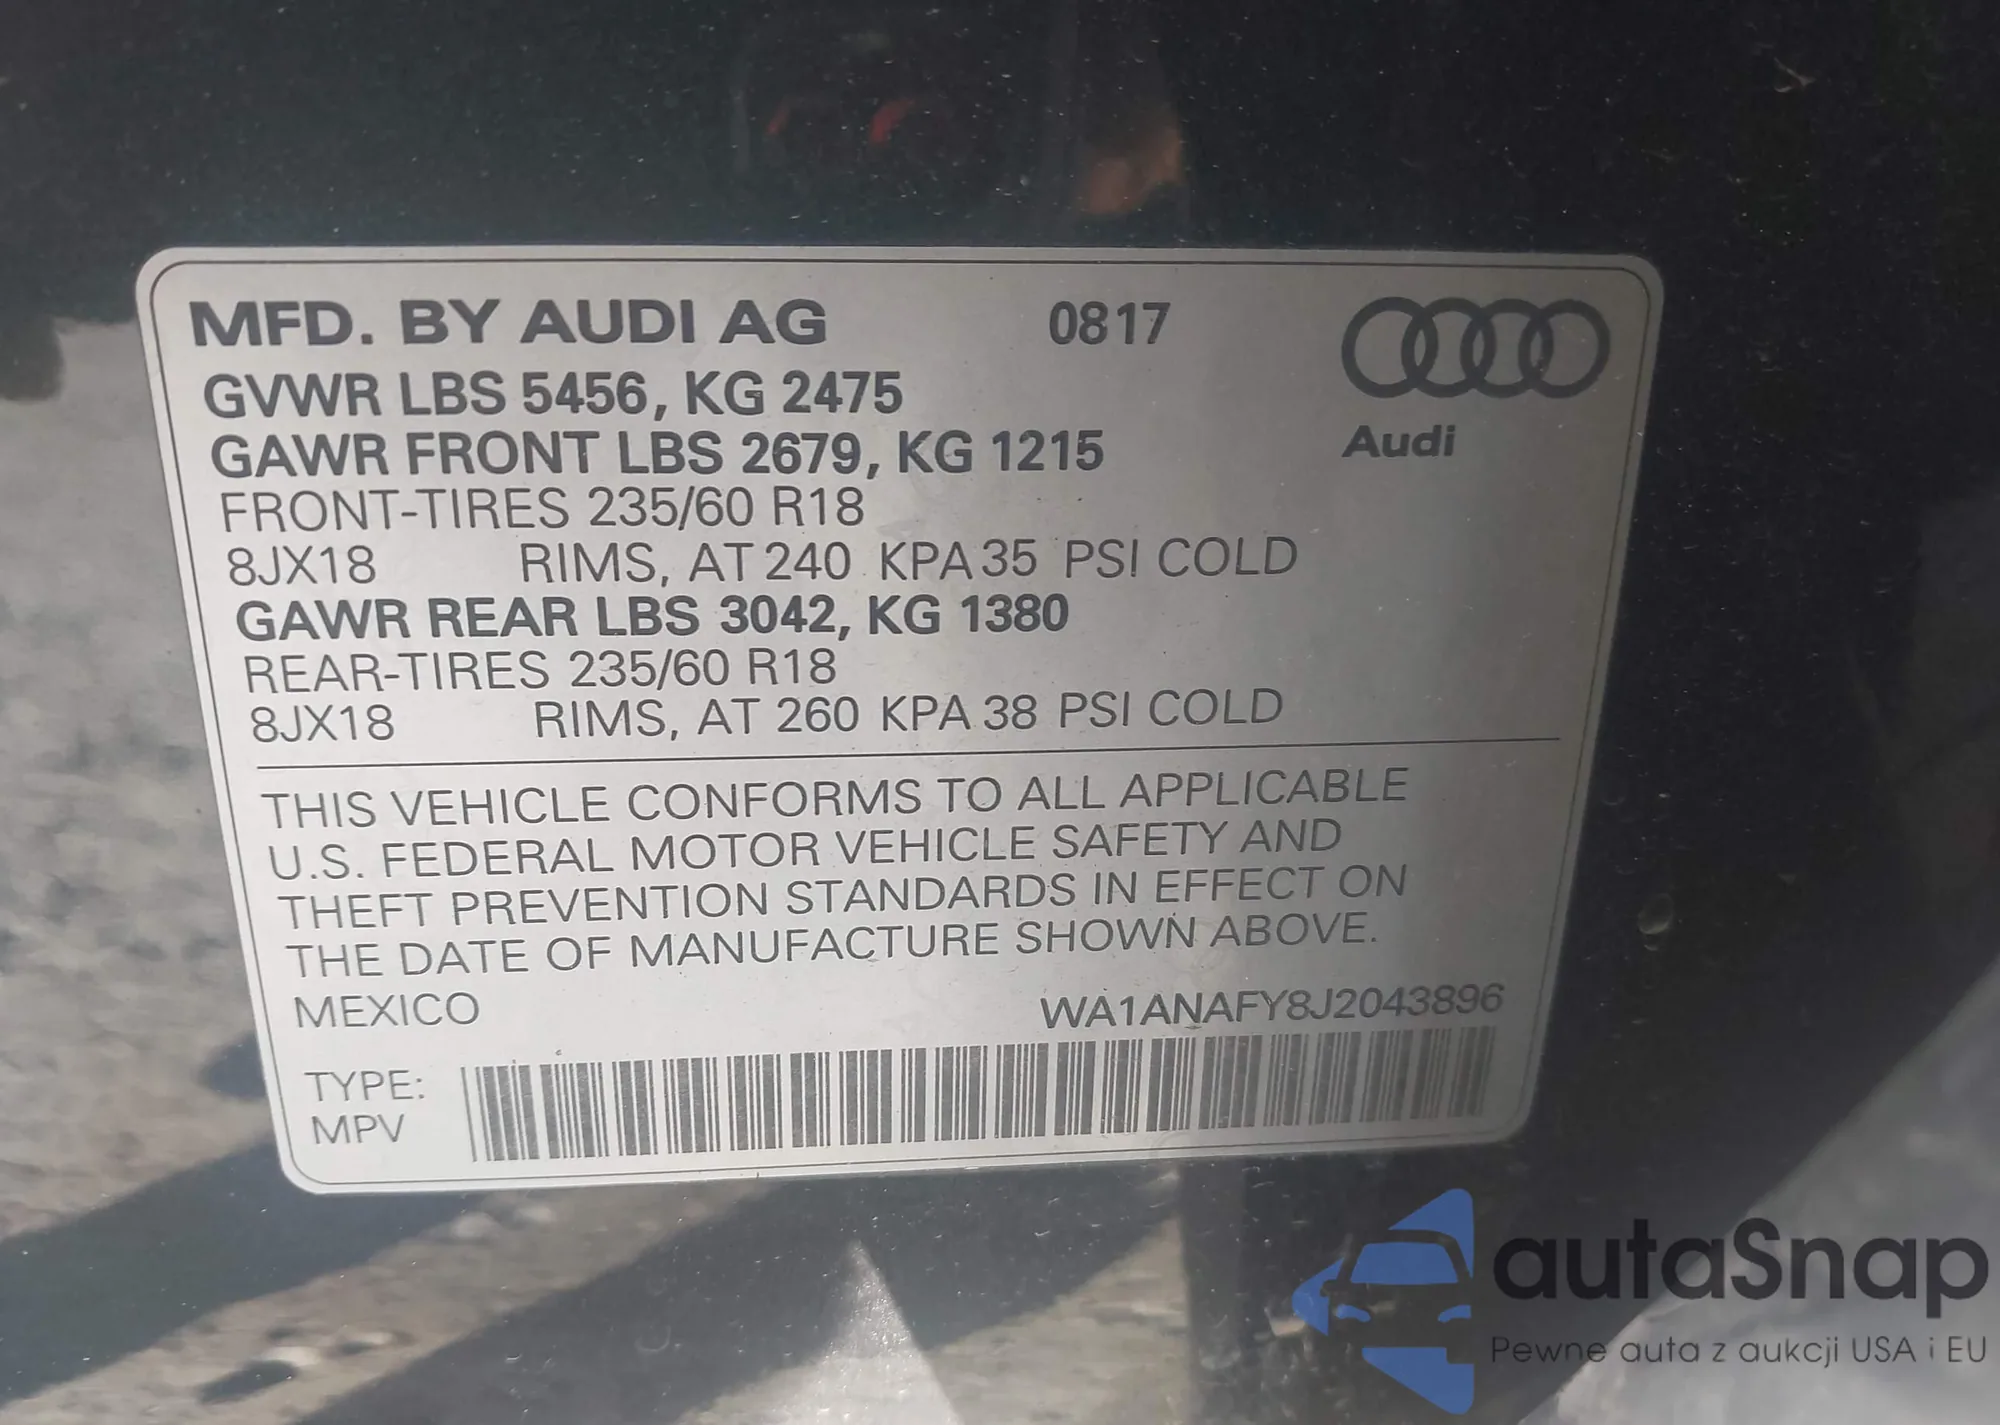 MFD. BY AUDI AG 0817
GVWR LBS 5456, KG 2475
GAWR FRONT LBS 2679, KG 1215
Audi
FRONT-TIRES 235/60 R18
8JX18 RIMS, AT 240 KPA 35 PSI COLD
GAWR REAR LBS 3042, KG 1380
REAR-TIRES 235/60 R18
8JX18 RIMS, AT 260 KPA 38 PSI COLD
THIS VEHICLE CONFORMS TO ALL APPLICABLE
U.S. FEDERAL MOTOR VEHICLE SAFETY AND
THEFT PREVENTION STANDARDS IN EFFECT ON
THE DATE OF MANUFACTURE SHOWN ABOVE.
MEXICO WA1ANAFY8J2043896
TYPE:
MPV
autaSnap
Pewne auta z aukcji USA i EU